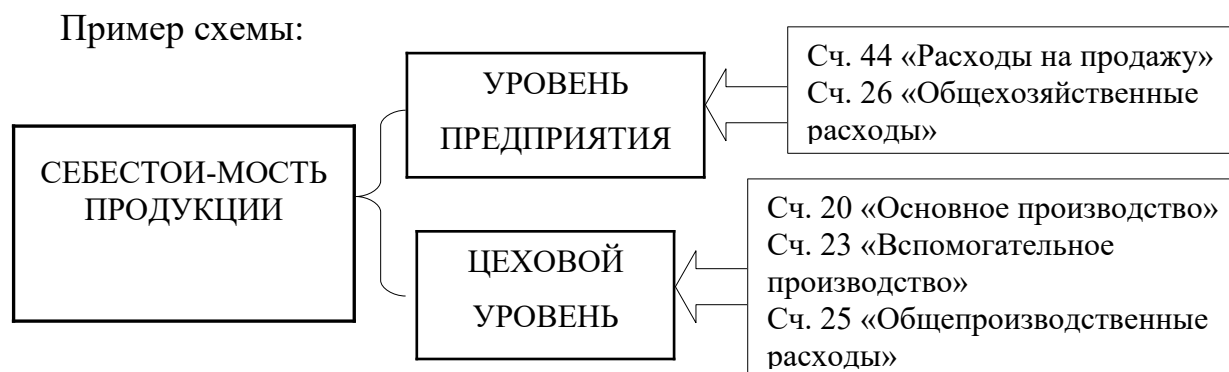 Пример схемы:
СЕБЕСТОИ-МОСТЬ
ПРОДУКЦИИ
УРОВЕНЬ
ПРЕДПРИЯТИЯ
Сч. 44 «Расходы на продажу»
Сч. 26 «Общехозяйственные
расходы»
ЦЕХОВОЙ
УРОВЕНЬ
Сч. 20 «Основное производство»
Сч. 23 «Вспомогательное
производство»
Сч. 25 «Общепроизводственные
расходы»